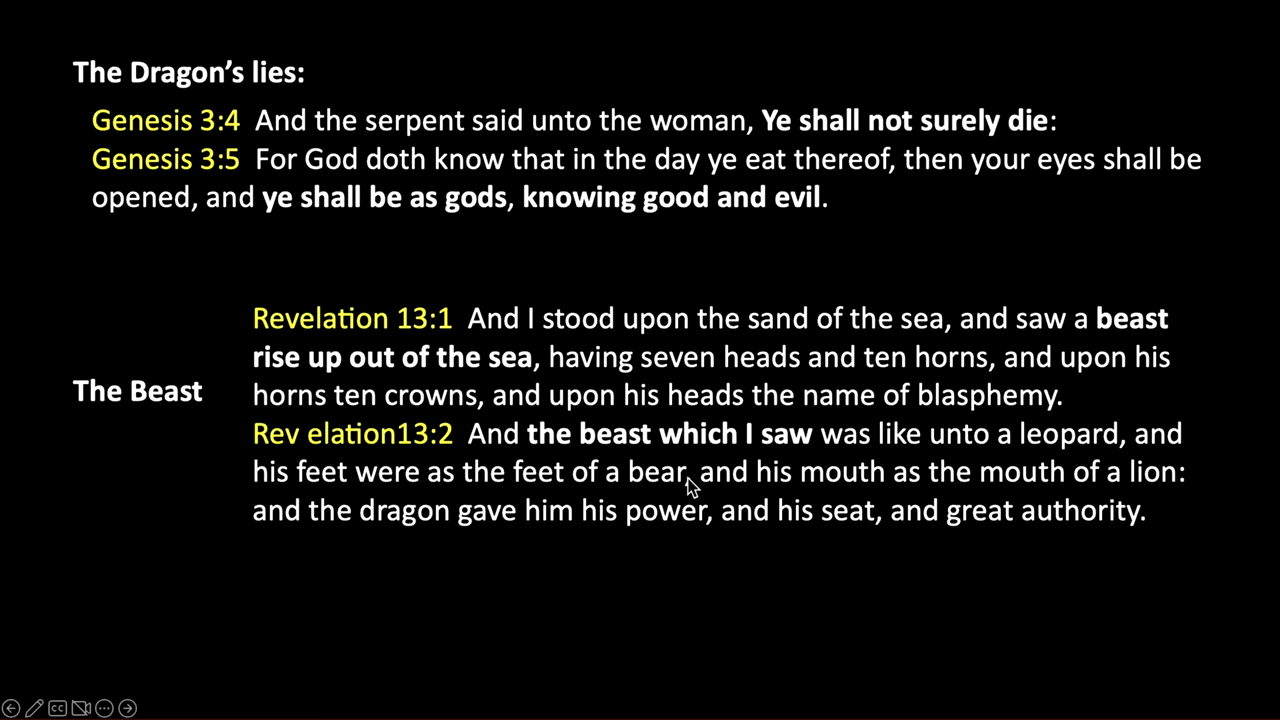 The Dragon’s lies:
Genesis 3:4 And the serpent said unto the woman, Ye shall not surely die:
Genesis 3:5 For God doth know that in the day ye eat thereof, then your eyes shall be
opened, and ye shall be as gods, knowing good and evil.
The Beast
Revelation 13:1 And I stood upon the sand of the sea, and saw a beast
rise up out of the sea, having seven heads and ten horns, and upon his
horns ten crowns, and upon his heads the name of blasphemy.
Rev elation13:2 And the beast which I saw was like unto a leopard, and
his feet were as the feet of a bear, and his mouth as the mouth of a lion:
and the dragon gave him his power, and his seat, and great authority.
CC